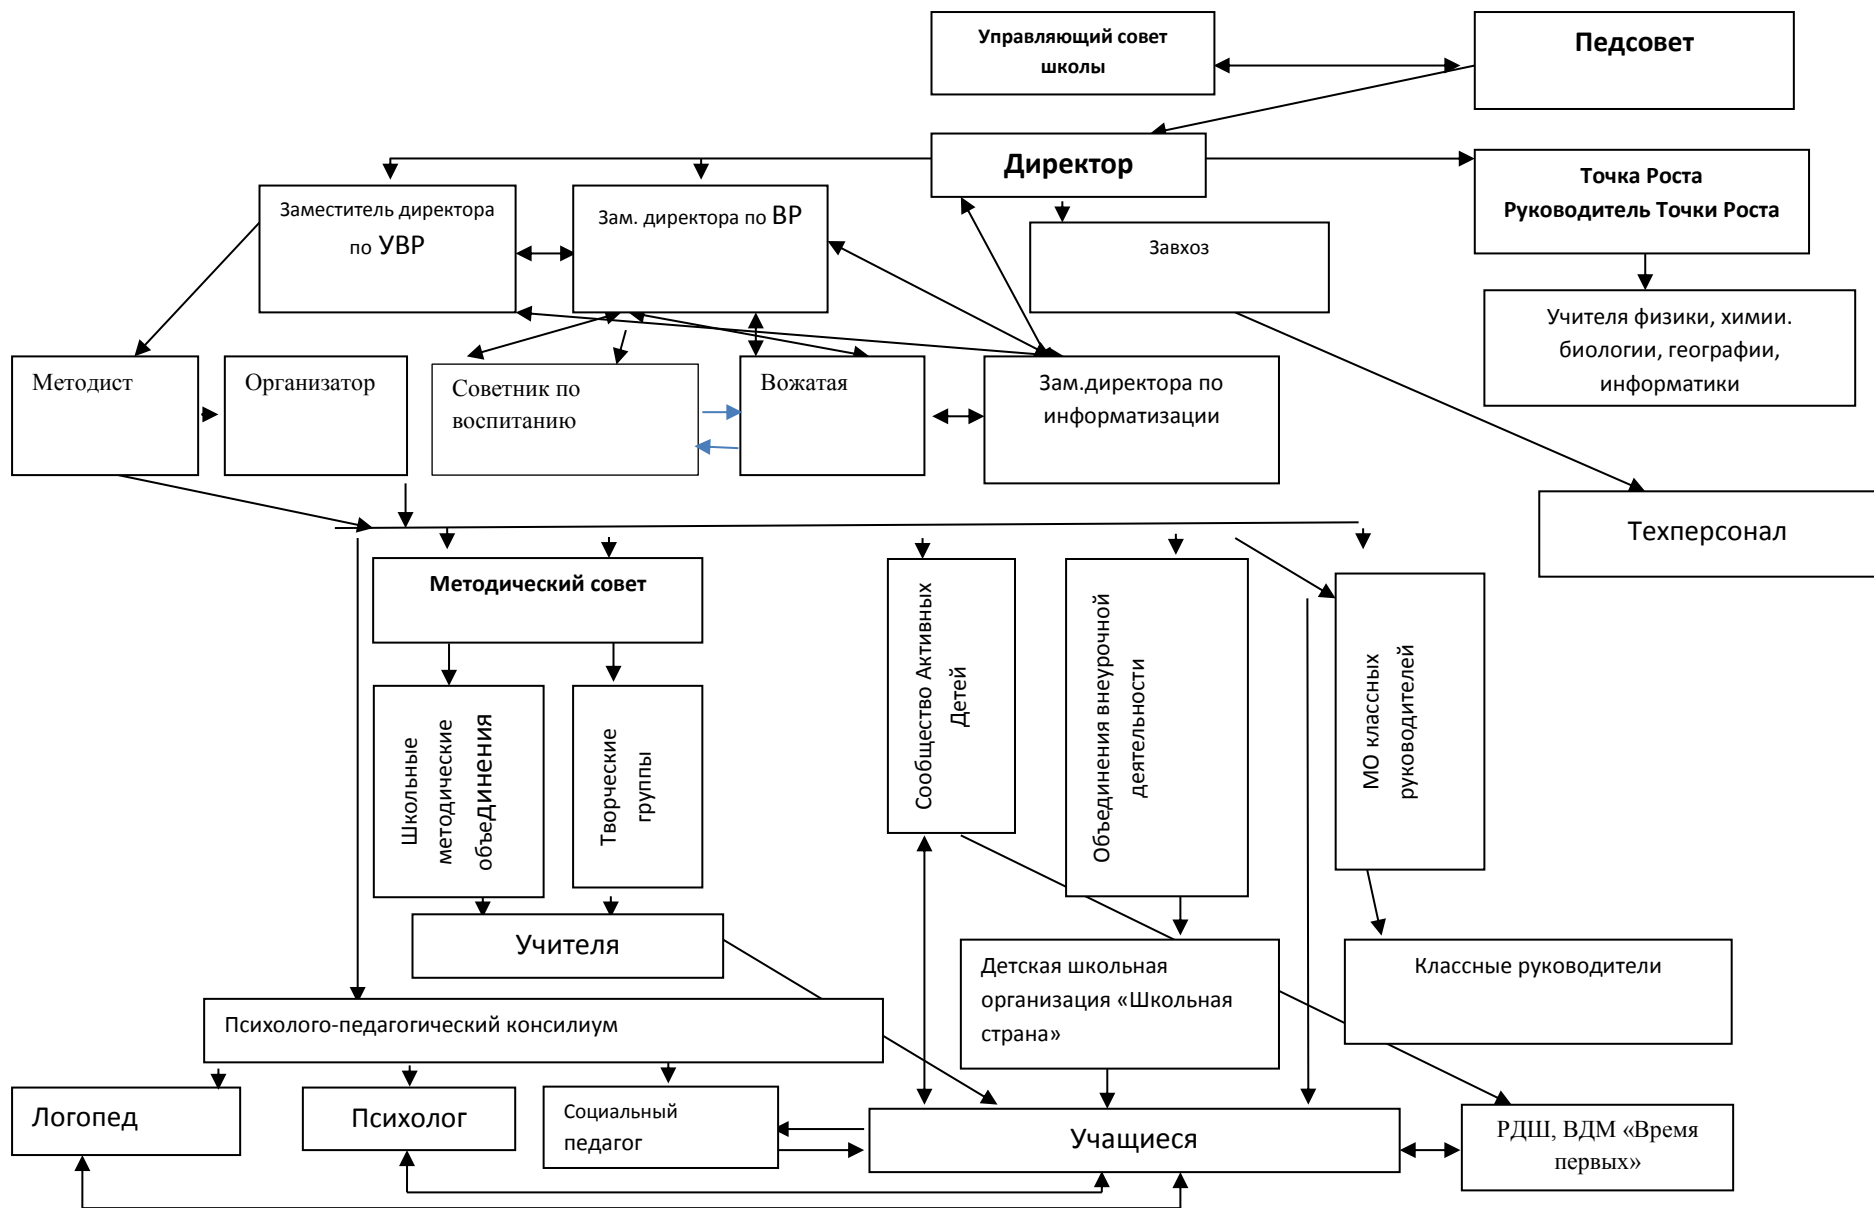 Управляющий совет
школы
Педсовет
Директор
Точка Роста
Руководитель Точки Роста
Заместитель директора
по УВР
Зам. директора по ВР
Завхоз
Учителя физики, химии.
биологии, географии,
информатики
Методист
Организатор
Советник по
воспитанию
Вожатая
Зам.директора по
информатизации
Техперсонал
Методический совет
Школьные
методические
объединения
Творческие
группы
Сообщество Активных
Детей
Объединения внеурочной
деятельности
МО классных
руководителей
Учителя
Детская школьная
организация «Школьная
страна»
Классные руководители
Психолого-педагогический консилиум
Логопед
Психолог
Социальный
педагог
Учащиеся
РДШ, ВДМ «Время
первых»